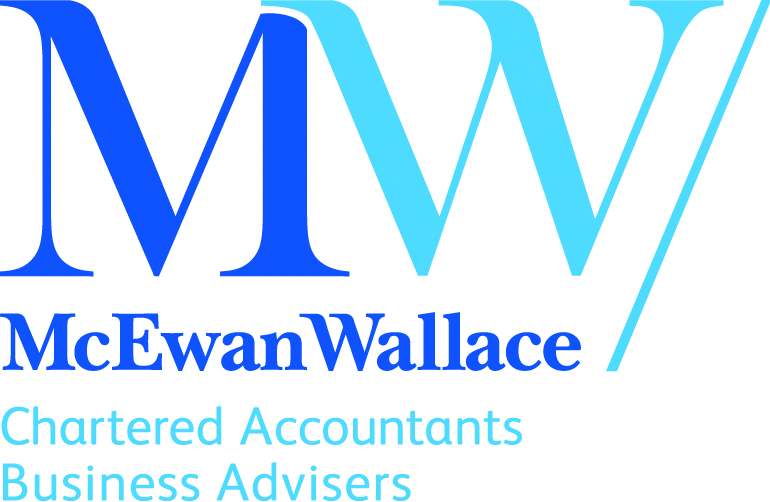 MW/
McEwanWallace
Chartered Accountants
Business Advisers